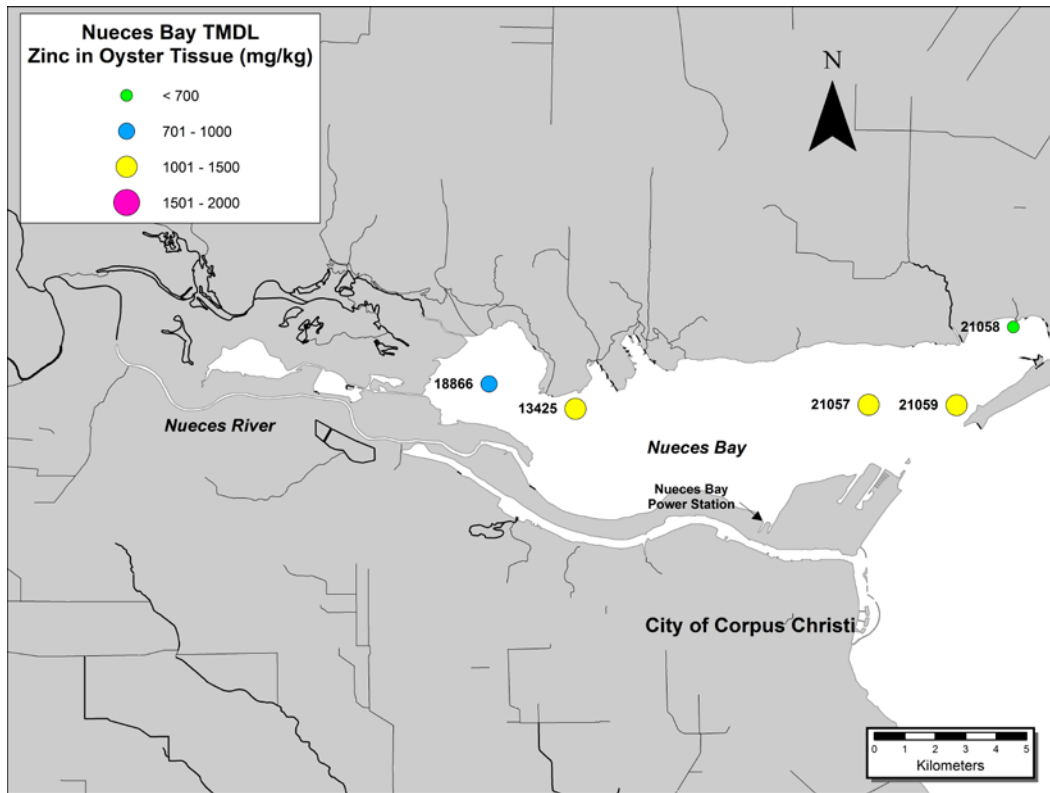 Nueces Bay TMDL
Zinc in Oyster Tissue (mg/kg)
< 700
701 - 1000
1001 - 1500
1501 - 2000
N
21058
18866
13425
21057
21059
Nueces River
Nueces Bay
Nueces Bay
Power Station
City of Corpus Christi
0 1 2 3 4 5
Kilometers